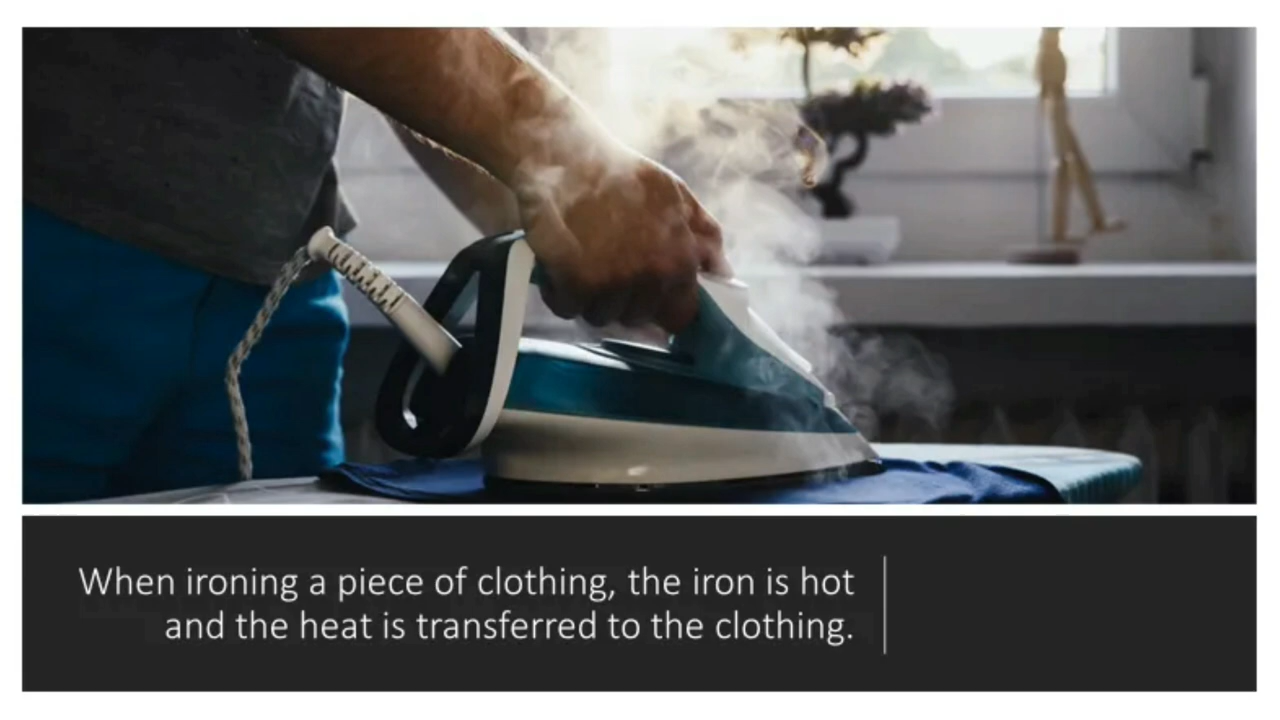 When ironing a piece of clothing, the iron is hot
and the heat is transferred to the clothing.